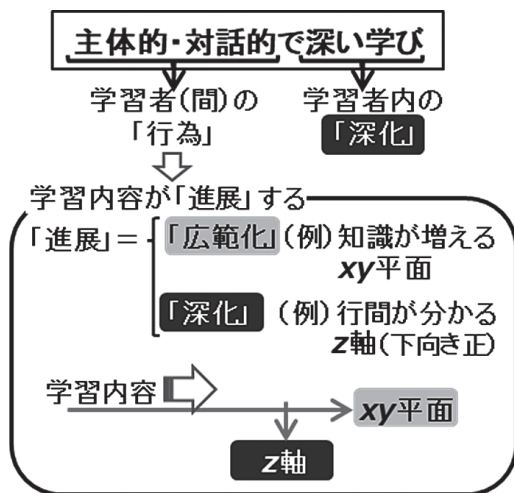 主体的・対話的で深い学び
学習者(間)の 学習者内の
「行為」 「深化」
学習内容が「進展」する
「進展」= 「広範化」(例)知識が増える
xy平面
「深化」 (例)行間が分かる
z軸(下向き正)
学習内容
xy平面
z軸